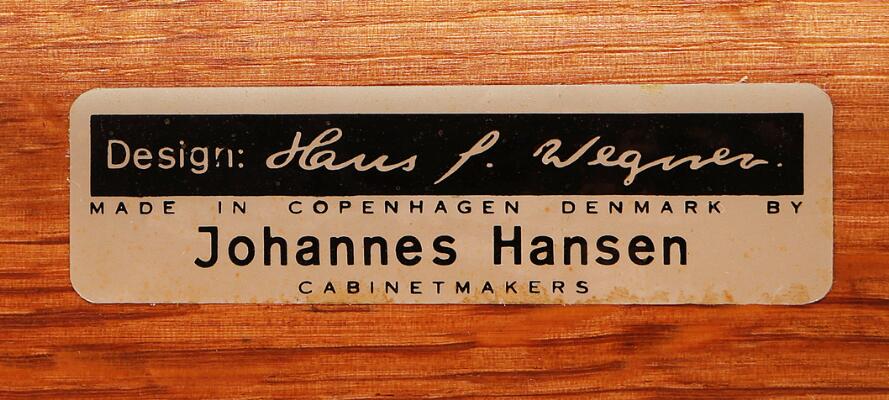 Design: Hans J. Wegner.
MADE IN COPENHAGEN DENMARK BY
Johannes Hansen
CABINETMAKERS